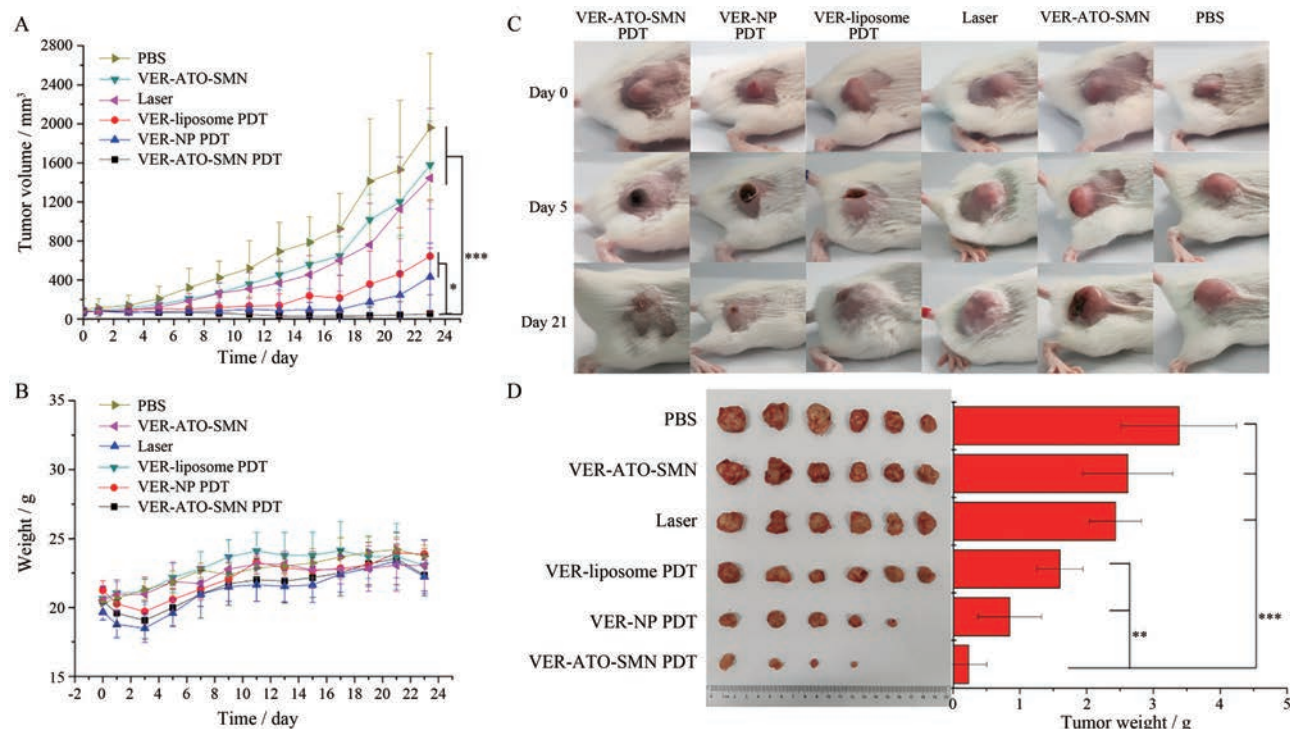 A
Tumor volume / mm³
2800
2400
2000
1600
1200
800
400
0
PBS
VER-ATO-SMN
Laser
VER-liposome PDT
VER-NP PDT
VER-ATO-SMN PDT
***
*
0 2 4 6 8 10 12 14 16 18 20 22 24
Time / day
B
Weight / g
35
30
25
20
15
PBS
VER-ATO-SMN
Laser
VER-liposome PDT
VER-NP PDT
VER-ATO-SMN PDT
-2 0 2 4 6 8 10 12 14 16 18 20 22 24
Time / day
C
VER-ATO-SMN PDT
VER-NP PDT
VER-liposome PDT
Laser
VER-ATO-SMN
PBS
Day 0
Day 5
Day 21
D
PBS
VER-ATO-SMN
Laser
VER-liposome PDT
VER-NP PDT
VER-ATO-SMN PDT
**
***
0 1 2 3 4 5
Tumor weight / g